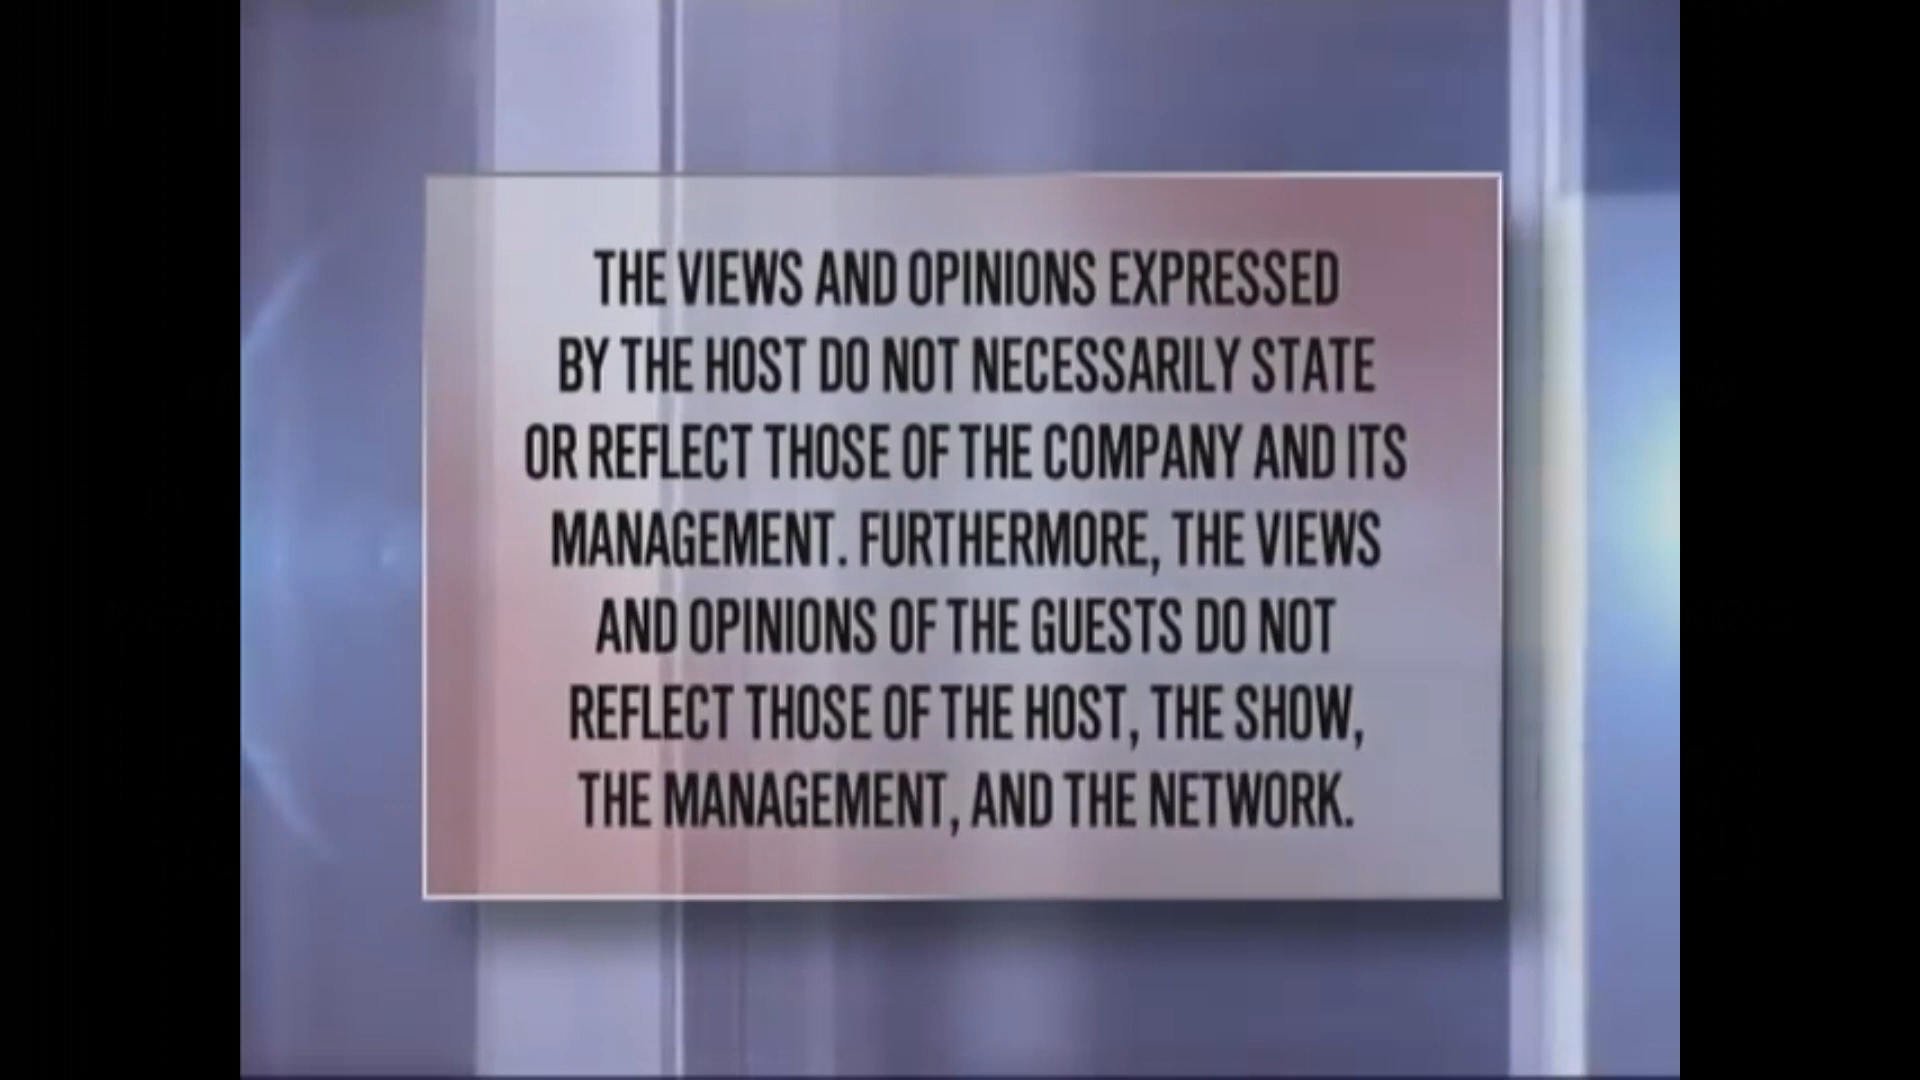 THE VIEWS AND OPINIONS EXPRESSED
BY THE HOST DO NOT NECESSARILY STATE
OR REFLECT THOSE OF THE COMPANY AND ITS
MANAGEMENT. FURTHERMORE, THE VIEWS
AND OPINIONS OF THE GUESTS DO NOT
REFLECT THOSE OF THE HOST, THE SHOW,
THE MANAGEMENT, AND THE NETWORK.